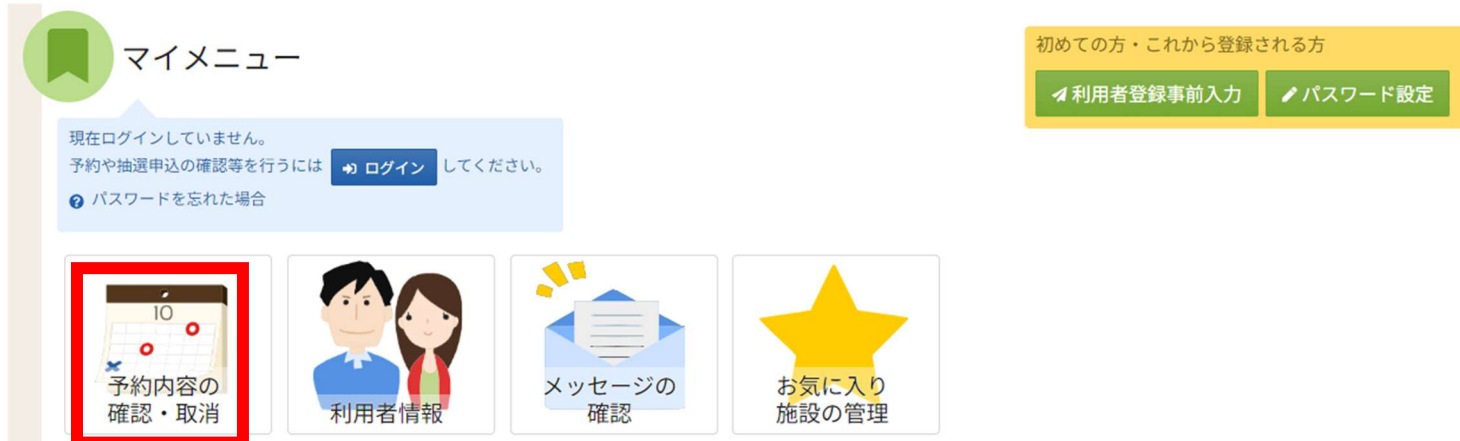 マイメニュー
初めての方・これから登録される方
利用者登録事前入力
パスワード設定
現在ログインしていません。
予約や抽選申込の確認等を行うには ログイン してください。
パスワードを忘れた場合
10
予約内容の
確認・取消
利用者情報
メッセージの
確認
お気に入り
施設の管理